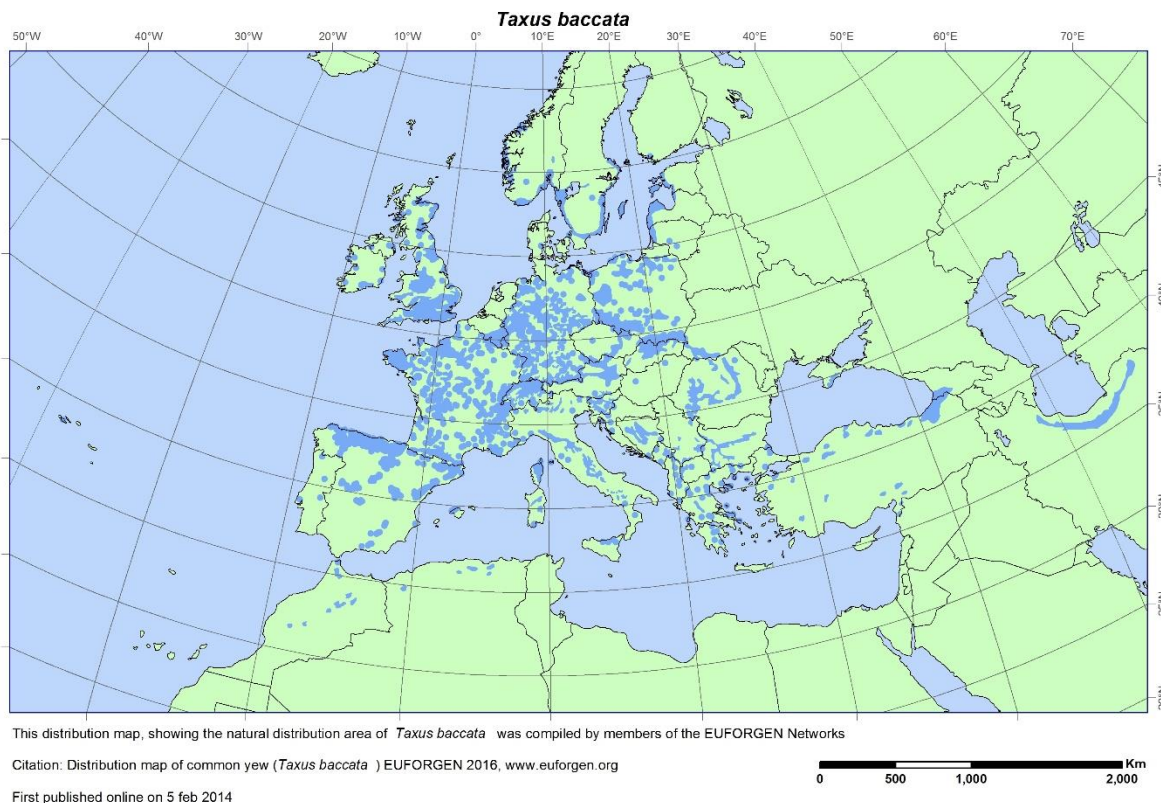 Taxus baccata
50°W 40°W 30°W 20°W 10°W 0° 10°E 20°E 30°E 40°E 50°E 60°E 70°E
45°N
40°N
This distribution map, showing the natural distribution area of Taxus baccata was compiled by members of the EUFORGEN Networks
Citation: Distribution map of common yew (Taxus baccata ) EUFORGEN 2016, www.euforgen.org
First published online on 5 feb 2014
Km
0 500 1,000 2,000